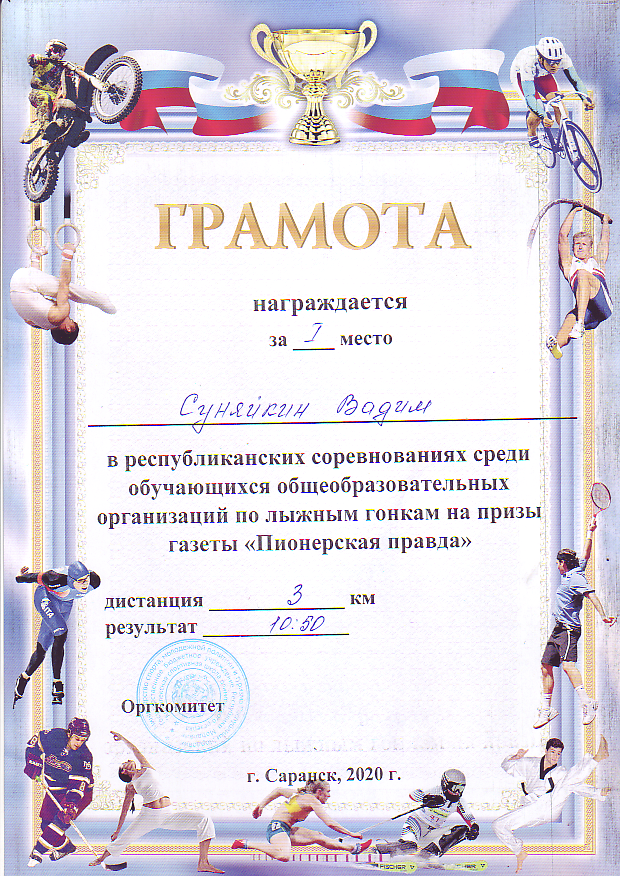 ГРАМОТА
награждается
за I место
Суняйкин Вадим
в республиканских соревнованиях среди
обучающихся общеобразовательных
организаций по лыжным гонкам на призы
газеты «Пионерская правда»
дистанция 3 км
результат 10:50
Оргкомитет
г. Саранск, 2020 г.
FISCHER